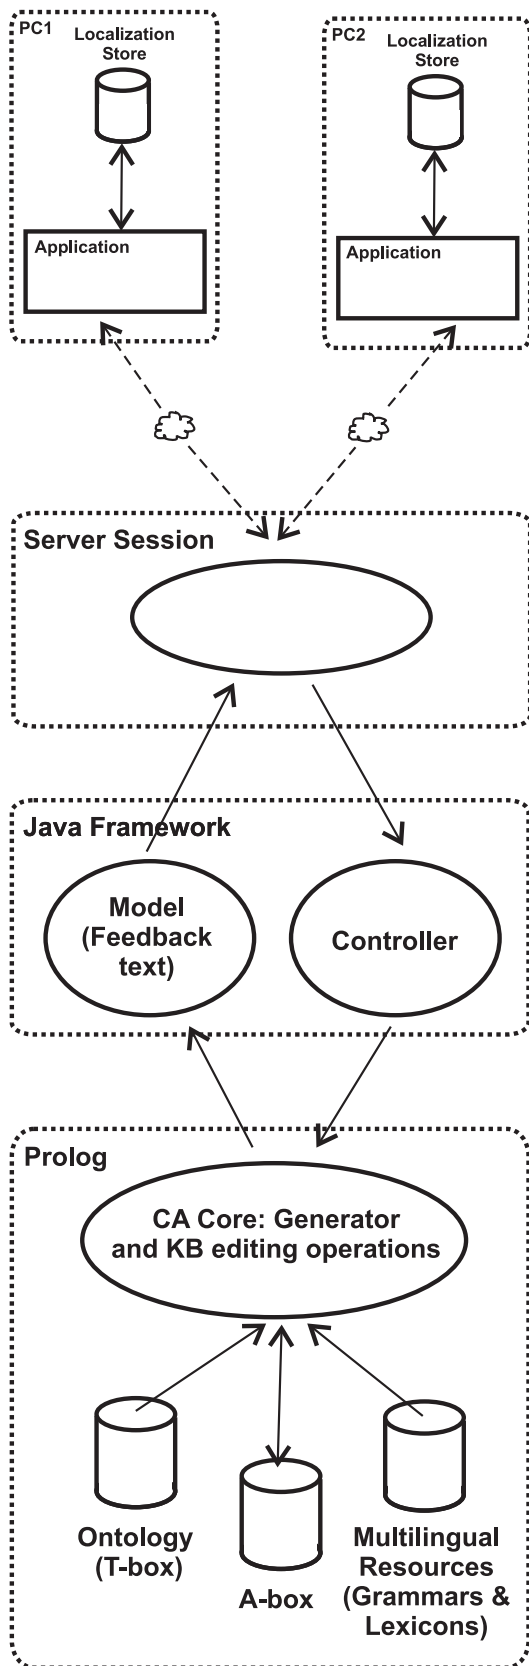 PC1
Localization
Store
Application
PC2
Localization
Store
Application
Server Session
Java Framework
Model
(Feedback
text)
Controller
Prolog
CA Core: Generator
and KB editing operations
Ontology
(T-box)
A-box
Multilingual
Resources
(Grammars &
Lexicons)